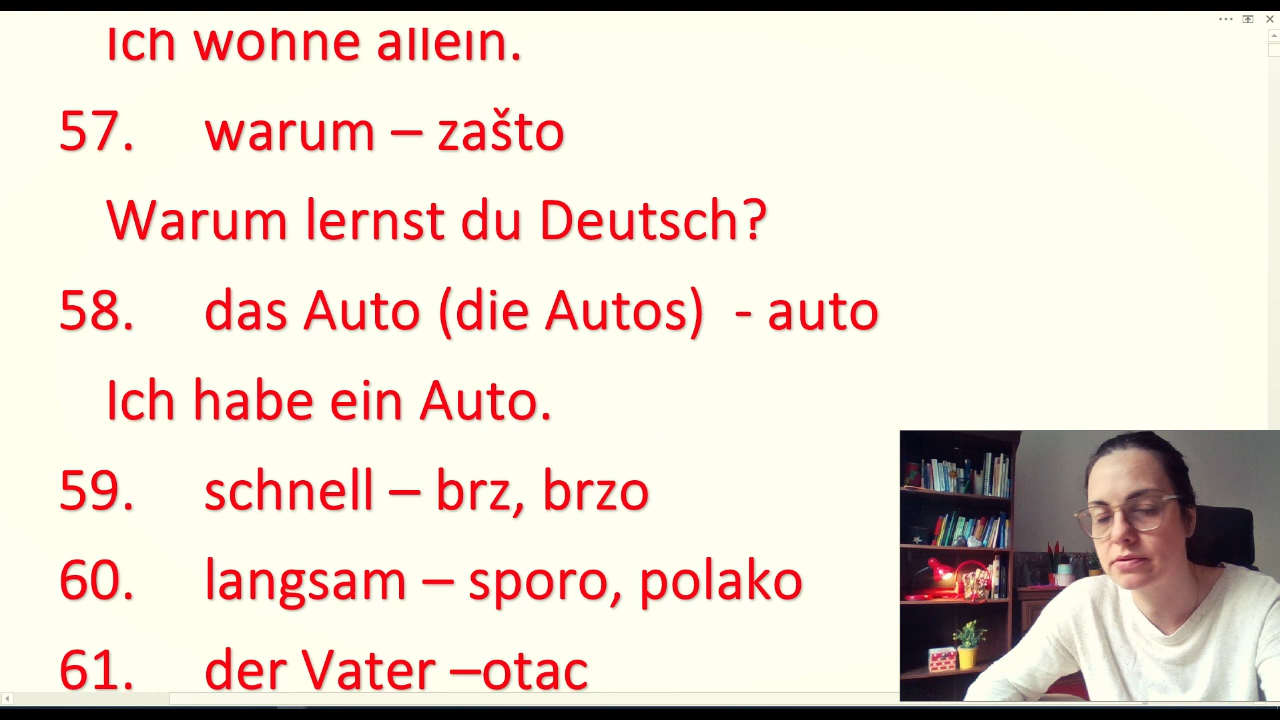 Ich wohne allein.
57. warum – zašto
Warum lernst du Deutsch?
58. das Auto (die Autos) - auto
Ich habe ein Auto.
59. schnell – brz, brzo
60. langsam – sporo, polako
61. der Vater –otac